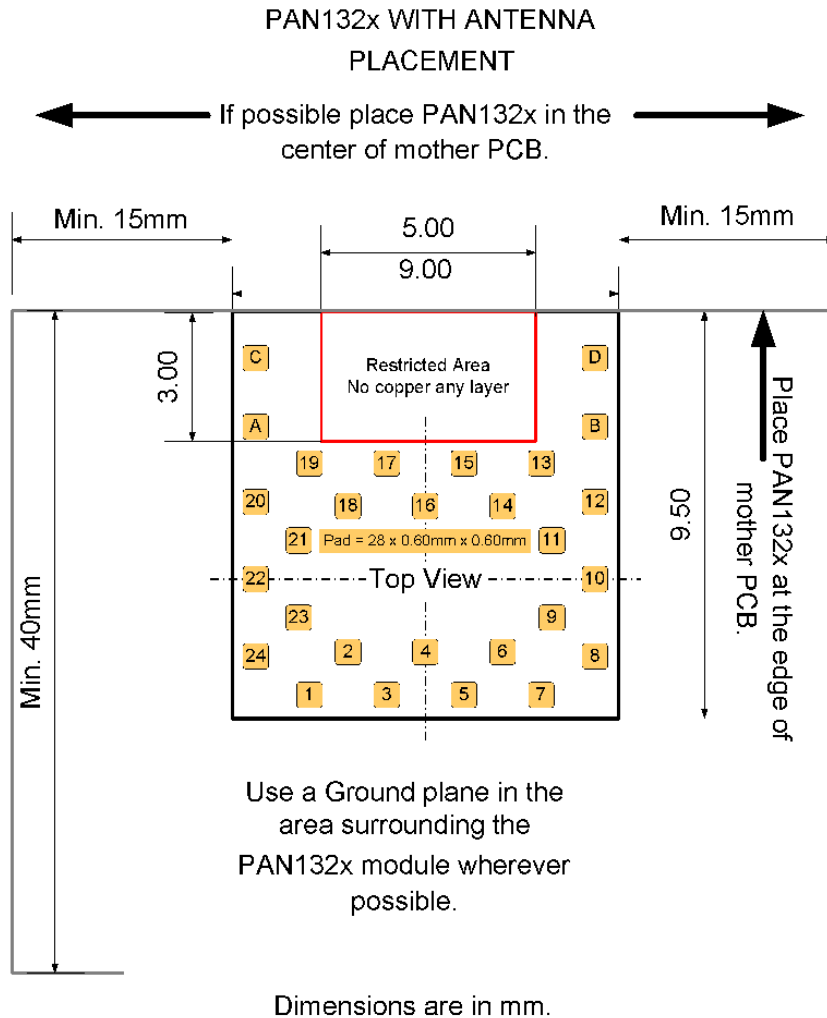 PAN132x WITH ANTENNA
PLACEMENT
If possible place PAN132x in the
center of mother PCB.
Min. 15mm
5.00
Min. 15mm
9.00
3.00
Restricted Area
No copper any layer
C
D
A
B
19
17
15
13
20
18
16
14
12
21
Pad = 28 x 0.60mm x 0.60mm
11
22
Top View
10
23
9
24
2
4
6
8
1
3
5
7
9.50
Place PAN132x at the edge of
mother PCB.
Min. 40mm
Use a Ground plane in the
area surrounding the
PAN132x module wherever
possible.
Dimensions are in mm.